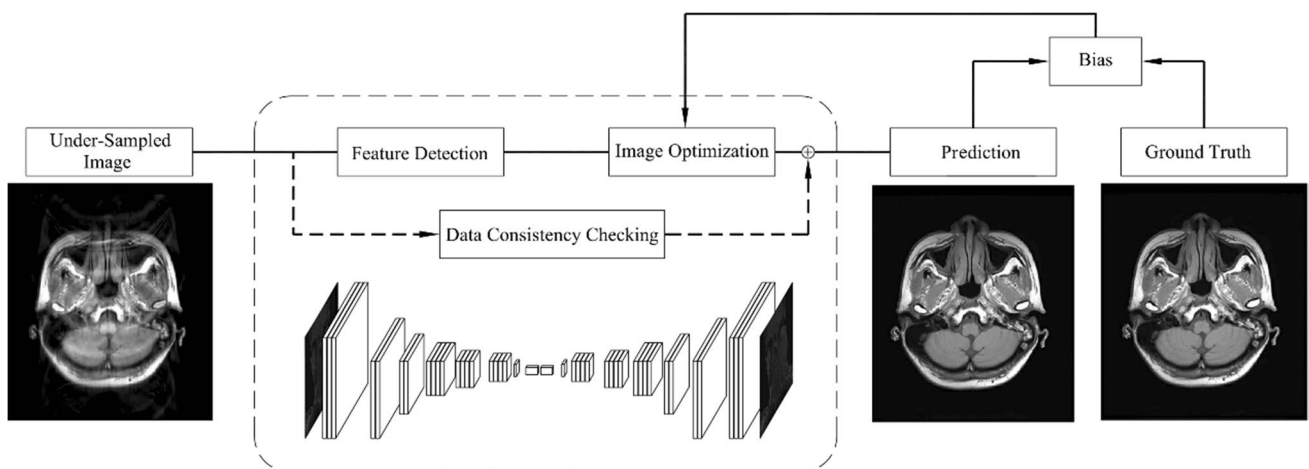 Bias
Under-Sampled
Image
Feature Detection
Image Optimization
Prediction
Ground Truth
Data Consistency Checking